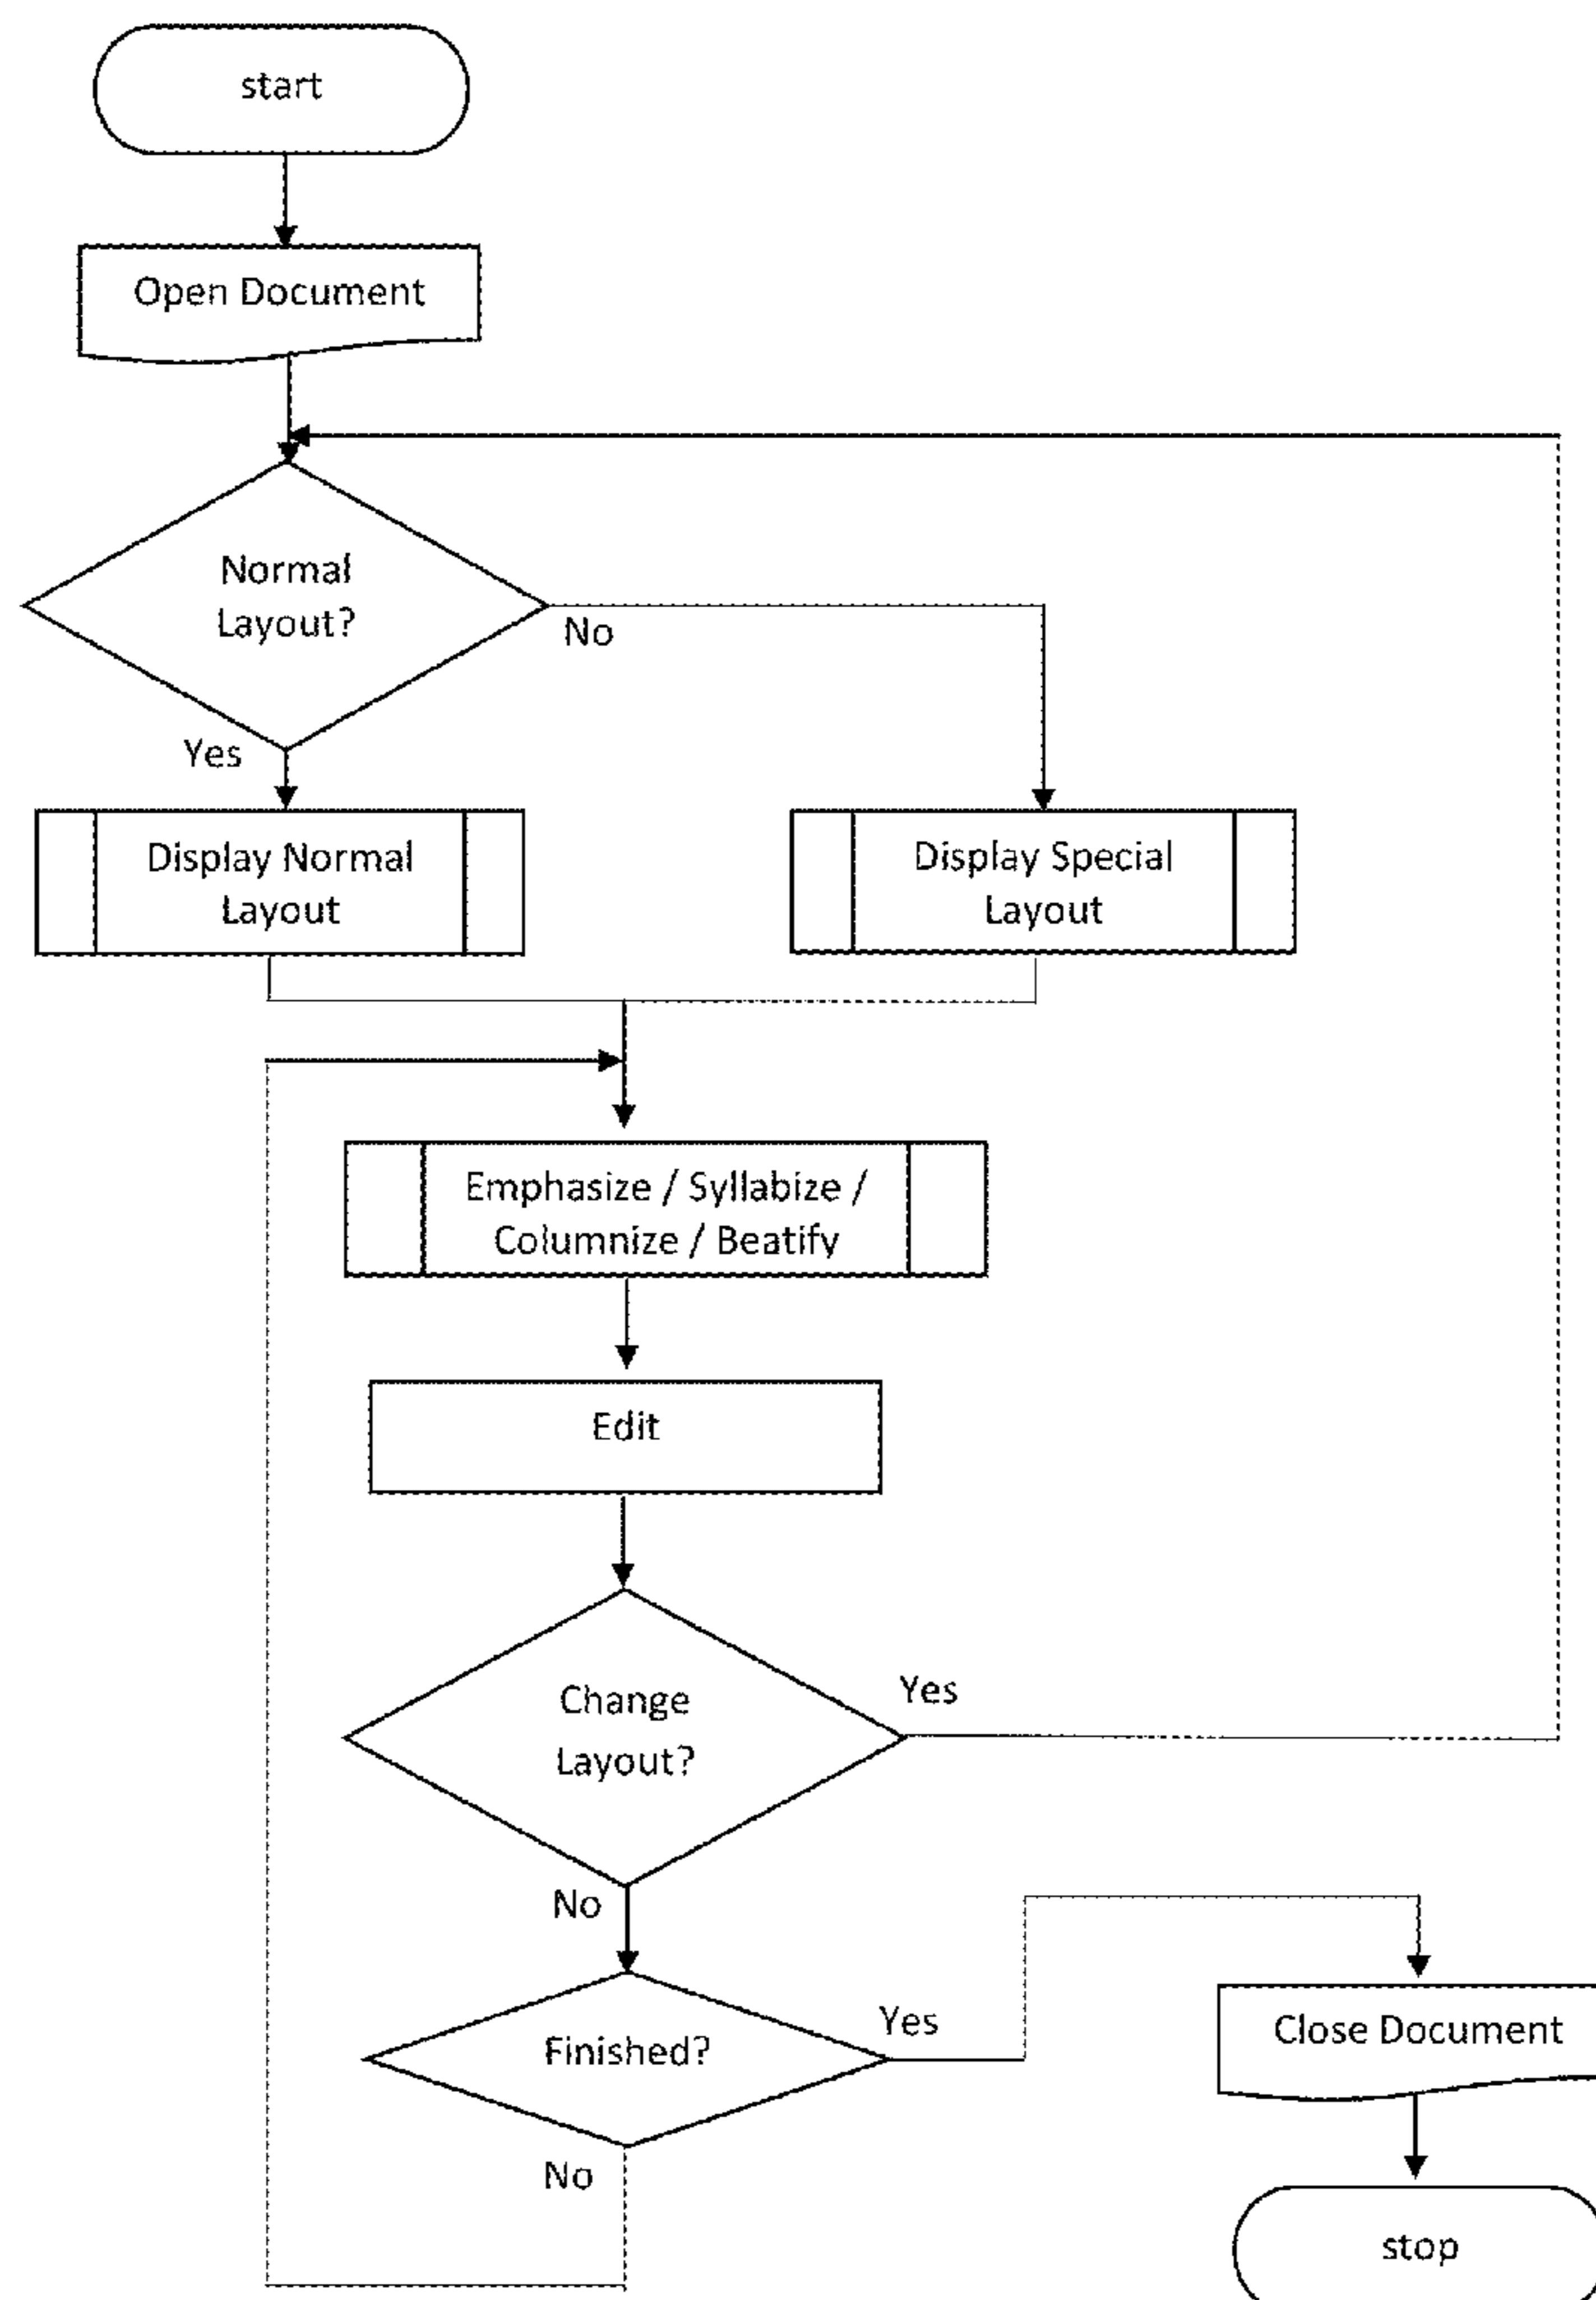 start
Open Document
Normal
Layout?
No
Yes
Display Normal
Layout
Display Special
Layout
Emphasize / Syllabize /
Columnize / Beatify
Edit
Change
Layout?
Yes
No
Finished?
Yes
No
Close Document
stop